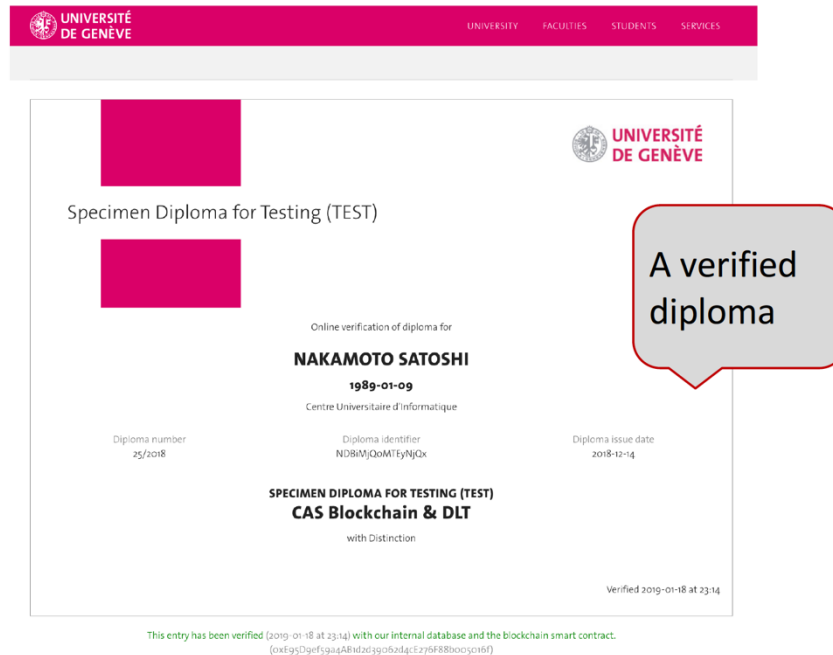 UNIVERSITÉ
DE GENÈVE
UNIVERSITY FACULTIES STUDENTS SERVICES
UNIVERSITÉ
DE GENÈVE
Specimen Diploma for Testing (TEST)
A verified
diploma
Online verification of diploma for
NAKAMOTO SATOSHI
1989-01-09
Centre Universitaire d'Informatique
Diploma number Diploma identifier Diploma issue date
25/2018 NDBiMjQoMTEyNjQx 2018-12-14
SPECIMEN DIPLOMA FOR TESTING (TEST)
CAS Blockchain & DLT
with Distinction
Verified 2019-01-18 at 23:14
This entry has been verified (2019-01-18 at 23:14) with our internal database and the blockchain smart contract.
(0xE95D9ef59a4AB1d2d39062d4cE276F88b005016f)